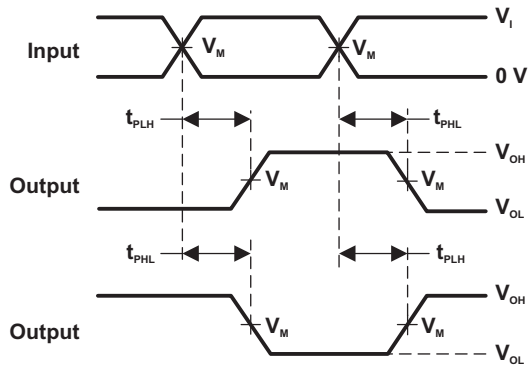 V_I
Input V_M V_M
0 V
t_PLH t_PHL
V_OH
Output V_M V_M
V_OL
t_PHL t_PLH
V_OH
Output V_M V_M
V_OL